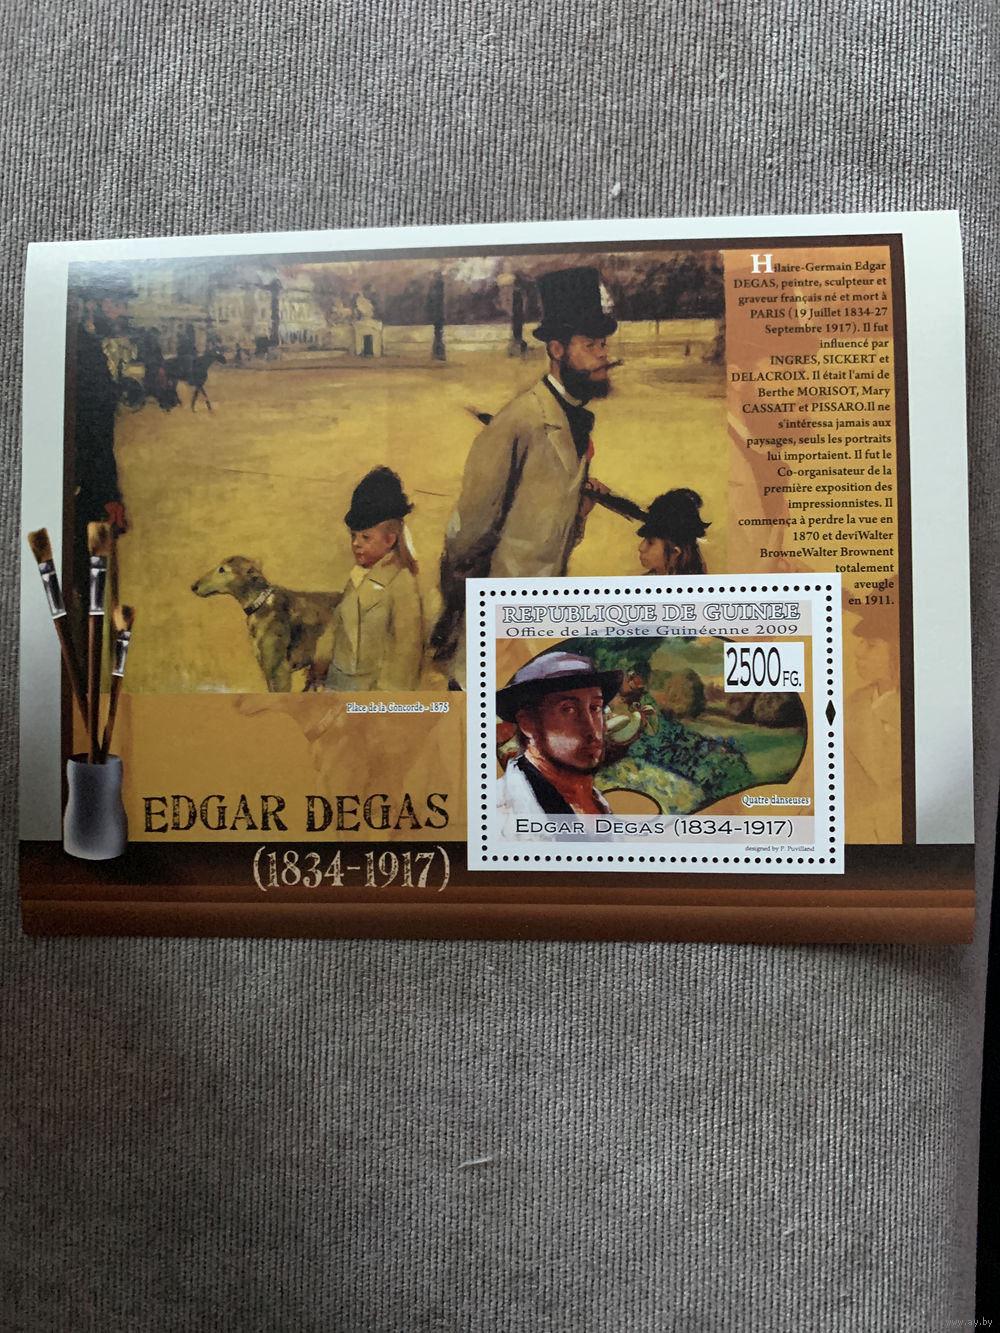 Hilaire-Germain Edgar
DEGAS, peintre, sculpteur et
graveur français né et mort à
PARIS (19 Juillet 1834-27
Septembre 1917). Il fut
influencé par
INGRES, SICKERT et
DELACROIX. Il était l'ami de
Berthe MORISOT, Mary
CASSATT et PISSARO.Il ne
s'intéressa jamais aux
paysages, seuls les portraits
lui importaient. Il fut le
Co-organisateur de la
première exposition des
impressionnistes. Il
commença à perdre la vue en
1870 et deviWalter
BrowneWalter Brownent
totalement
aveugle
en 1911.
Place de la Concorde - 1875
EDGAR DEGAS
(1834-1917)
REPUBLIQUE DE GUINEE
Office de la Poste Guinéenne 2009
2500FG.
Quatre danseuses
EDGAR DEGAS (1834-1917)
designed by P. Puvilland
www.ay.by